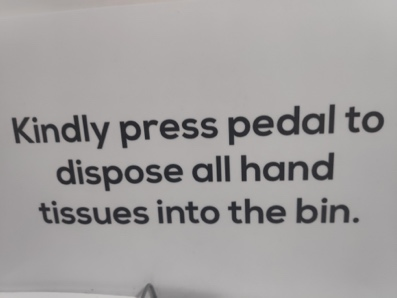 Kindly press pedal to
dispose all hand
tissues into the bin.